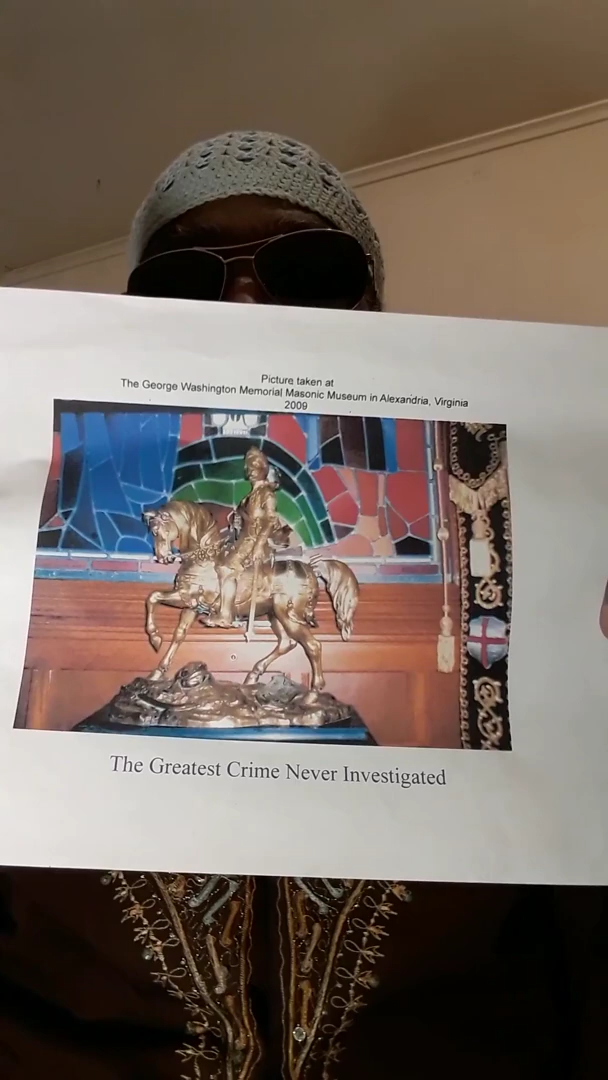 Picture taken at
The George Washington Memorial Masonic Museum in Alexandria, Virginia
2009
The Greatest Crime Never Investigated